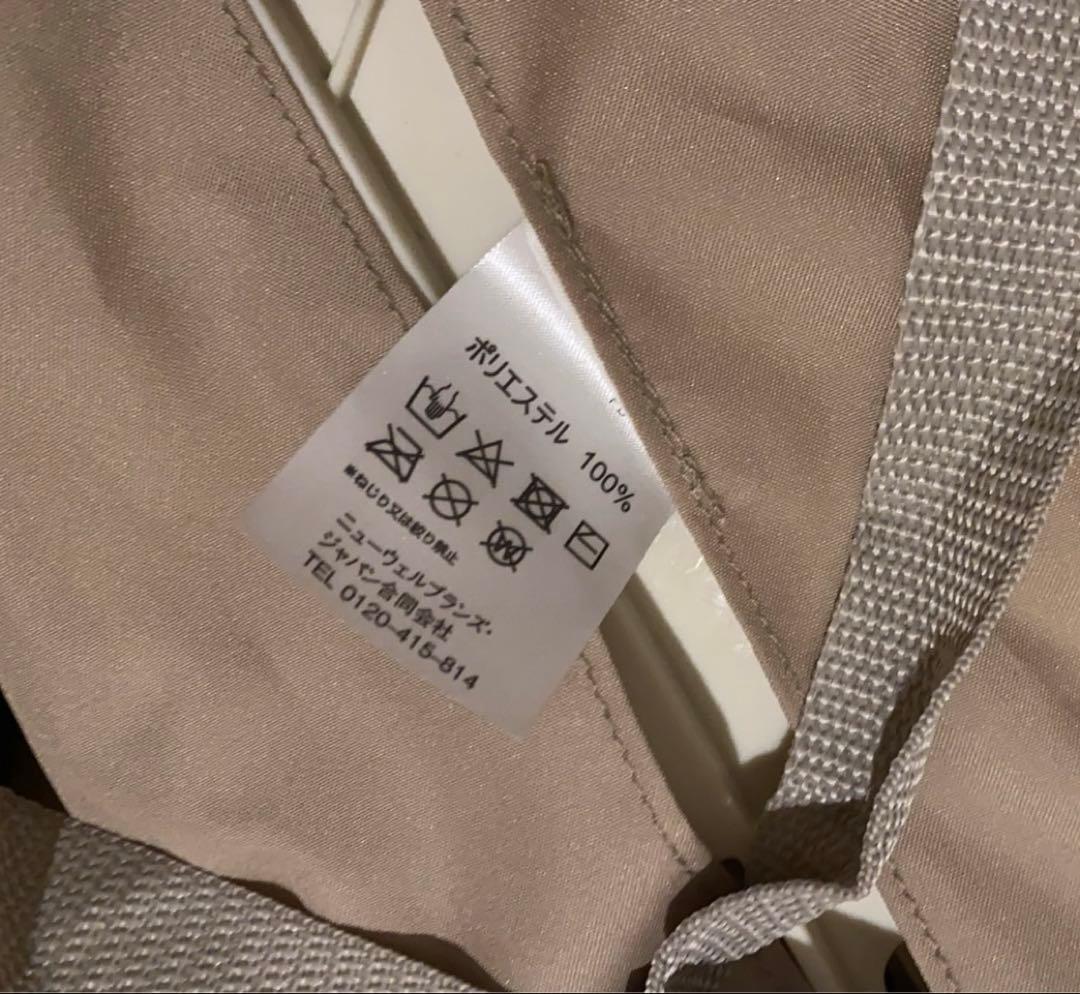 ポリエステル 100%
※ねじり又は絞り禁止
ニューウェルブランズ・
ジャパン合同会社
TEL 0120-415-814